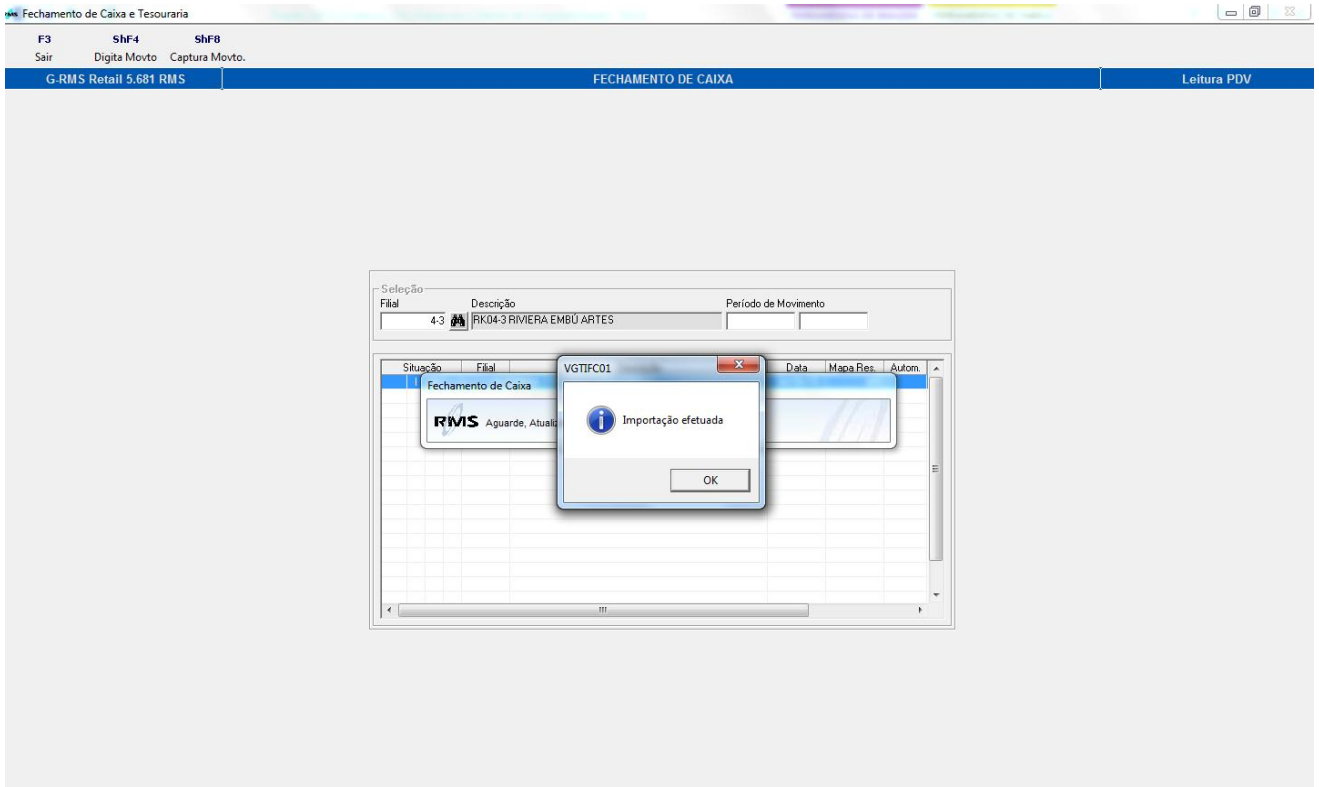 Fechamento de Caixa e Tesouraria
F3 ShF4 ShF8
Sair Digita Movto Captura Movto.
G-RMS Retail 5.681 RMS FECHAMENTO DE CAIXA Leitura PDV
Seleção
Filial Descrição Período de Movimento
4-3 RK04-3 RIVIERA EMBÚ ARTES
Situação Filial Data Mapa Res. Autom.
VGTIFC01
Fechamento de Caixa
RMS Aguarde,
Importação efetuada
OK